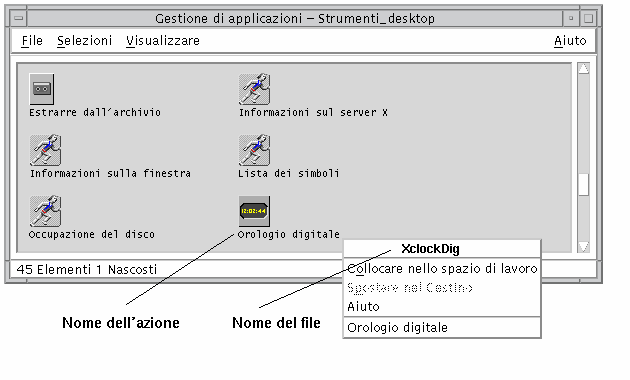 Gestione di applicazioni – Strumenti_desktop
File Selezioni Visualizzare Aiuto
Estrarre dall'archivio Informazioni sul server X
Informazioni sulla finestra Lista dei simboli
12:02:44
Occupazione del disco Orologio digitale
XclockDig
Collocare nello spazio di lavoro
45 Elementi 1 Nascosti
Spostare nel Cestino
Aiuto
Nome dell'azione Nome del file
Orologio digitale